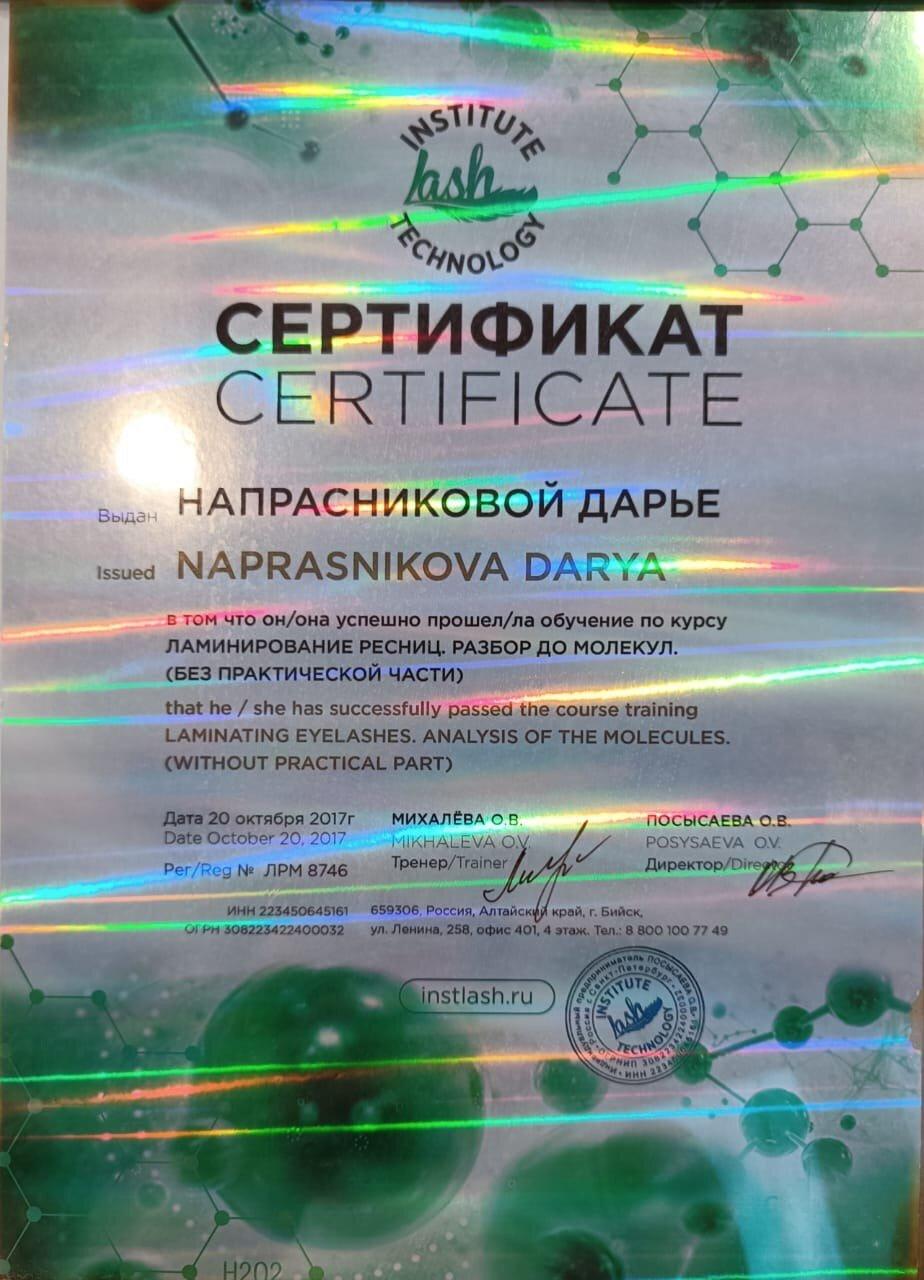 INSTITUTE
lash
TECHNOLOGY
СЕРТИФИКАТ
CERTIFICATE
Выдан НАПРАСНИКОВОЙ ДАРЬЕ
Issued NAPRASNIKOVA DARYA
в том что он/она успешно прошел/ла обучение по курсу
ЛАМИНИРОВАНИЕ РЕСНИЦ. РАЗБОР ДО МОЛЕКУЛ.
(БЕЗ ПРАКТИЧЕСКОЙ ЧАСТИ)
that he / she has successfully passed the course training
LAMINATING EYELASHES. ANALYSIS OF THE MOLECULES.
(WITHOUT PRACTICAL PART)
Дата 20 октября 2017г
Date October 20, 2017
Рег/Reg № ЛРМ 8746
МИХАЛЁВА О.В.
MIKHALEVA O.V.
Тренер/Trainer
ПОСЫСАЕВА О.В.
POSYSAEVA O.V.
Директор/Director
ИНН 223450645161
ОГРН 308223422400032
659306, Россия, Алтайский край, г. Бийск,
ул. Ленина, 258, офис 401, 4 этаж. Тел.: 8 800 100 77 49
instlash.ru
INSTITUTE
lash
TECHNOLOGY
H2O2